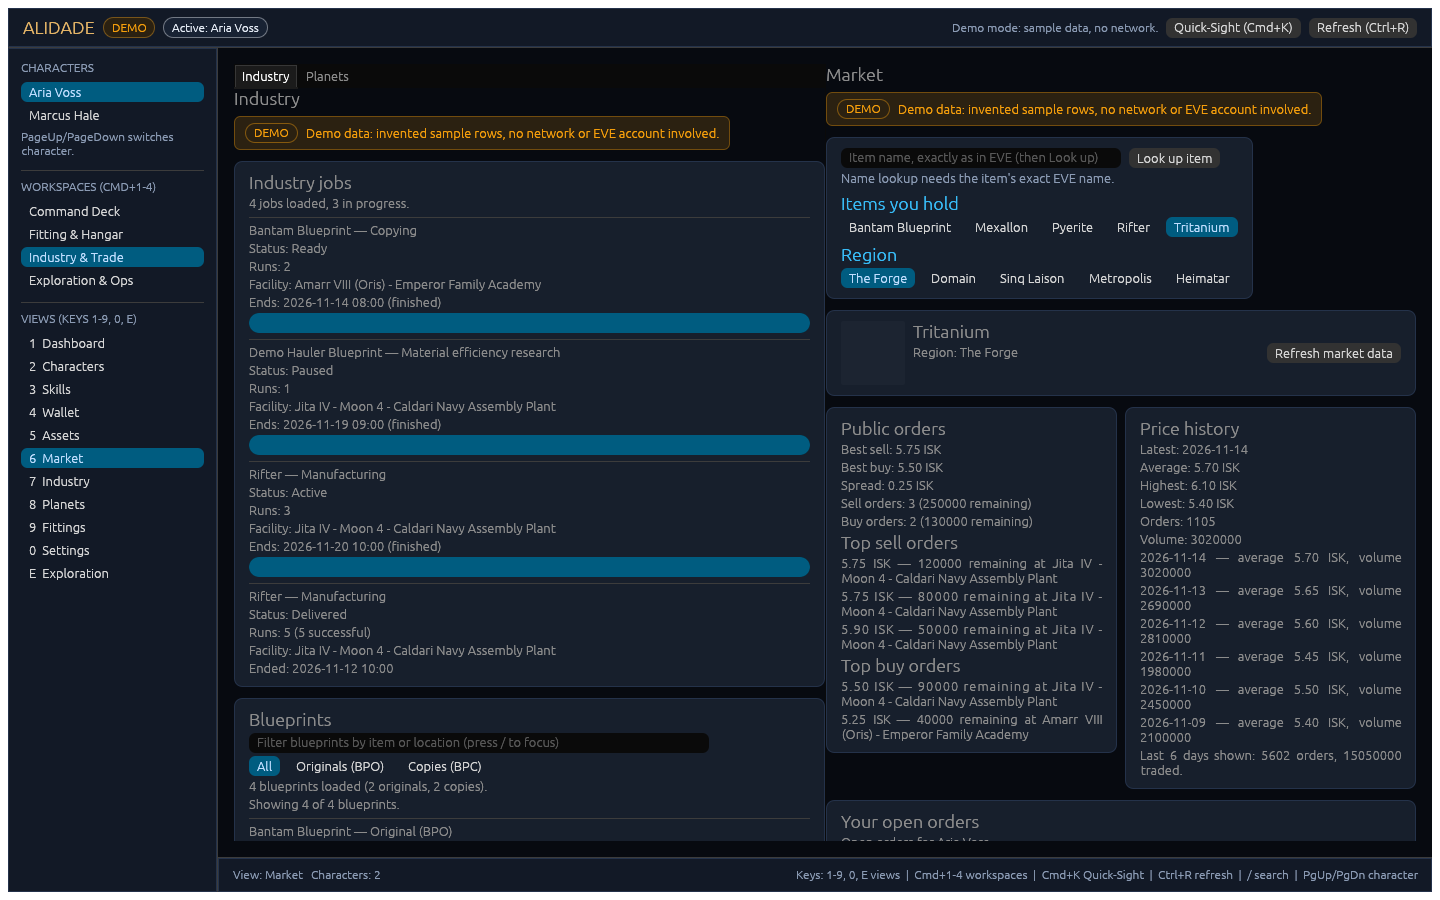 ALIDADE DEMO Active: Aria Voss Demo mode: sample data, no network. Quick-Sight (Cmd+K) Refresh (Ctrl+R)
CHARACTERS
Aria Voss
Marcus Hale
PageUp/PageDown switches
character.
WORKSPACES (CMD+1-4)
Command Deck
Fitting & Hangar
Industry & Trade
Exploration & Ops
VIEWS (KEYS 1-9, 0, E)
1 Dashboard
2 Characters
3 Skills
4 Wallet
5 Assets
6 Market
7 Industry
8 Planets
9 Fittings
0 Settings
E Exploration
Industry Planets
Industry
DEMO Demo data: invented sample rows, no network or EVE account involved.
Industry jobs
4 jobs loaded, 3 in progress.
Bantam Blueprint — Copying
Status: Ready
Runs: 2
Facility: Amarr VIII (Oris) - Emperor Family Academy
Ends: 2026-11-14 08:00 (finished)
Demo Hauler Blueprint — Material efficiency research
Status: Paused
Runs: 1
Facility: Jita IV - Moon 4 - Caldari Navy Assembly Plant
Ends: 2026-11-19 09:00 (finished)
Rifter — Manufacturing
Status: Active
Runs: 3
Facility: Jita IV - Moon 4 - Caldari Navy Assembly Plant
Ends: 2026-11-20 10:00 (finished)
Rifter — Manufacturing
Status: Delivered
Runs: 5 (5 successful)
Facility: Jita IV - Moon 4 - Caldari Navy Assembly Plant
Ended: 2026-11-12 10:00
Blueprints
Filter blueprints by item or location (press / to focus)
All Originals (BPO) Copies (BPC)
4 blueprints loaded (2 originals, 2 copies).
Showing 4 of 4 blueprints.
Bantam Blueprint — Original (BPO)
Market
DEMO Demo data: invented sample rows, no network or EVE account involved.
Item name, exactly as in EVE (then Look up) Look up item
Name lookup needs the item's exact EVE name.
Items you hold
Bantam Blueprint Mexallon Pyerite Rifter Tritanium
Region
The Forge Domain Sinq Laison Metropolis Heimatar
Tritanium
Region: The Forge
Refresh market data
Public orders
Best sell: 5.75 ISK
Best buy: 5.50 ISK
Spread: 0.25 ISK
Sell orders: 3 (250000 remaining)
Buy orders: 2 (130000 remaining)
Top sell orders
5.75 ISK — 120000 remaining at Jita IV -
Moon 4 - Caldari Navy Assembly Plant
5.75 ISK — 80000 remaining at Jita IV -
Moon 4 - Caldari Navy Assembly Plant
5.90 ISK — 50000 remaining at Jita IV -
Moon 4 - Caldari Navy Assembly Plant
Top buy orders
5.50 ISK — 90000 remaining at Jita IV -
Moon 4 - Caldari Navy Assembly Plant
5.25 ISK — 40000 remaining at Amarr VIII
(Oris) - Emperor Family Academy
Price history
Latest: 2026-11-14
Average: 5.70 ISK
Highest: 6.10 ISK
Lowest: 5.40 ISK
Orders: 1105
Volume: 3020000
2026-11-14 — average 5.70 ISK, volume
3020000
2026-11-13 — average 5.65 ISK, volume
2690000
2026-11-12 — average 5.60 ISK, volume
2810000
2026-11-11 — average 5.45 ISK, volume
1980000
2026-11-10 — average 5.50 ISK, volume
2450000
2026-11-09 — average 5.40 ISK, volume
2100000
Last 6 days shown: 5602 orders, 15050000
traded.
Your open orders
Open orders for Aria Voss
View: Market Characters: 2
Keys: 1-9, 0, E views | Cmd+1-4 workspaces | Cmd+K Quick-Sight | Ctrl+R refresh | / search | PgUp/PgDn character